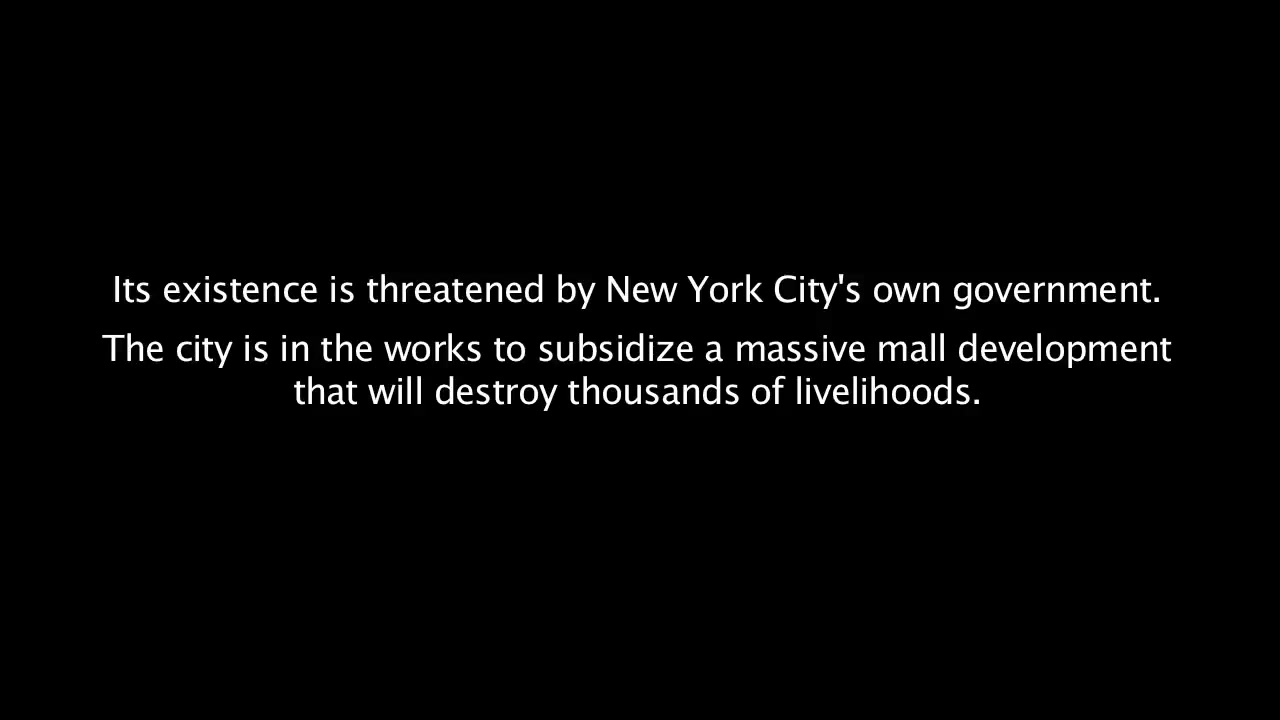 Its existence is threatened by New York City's own government.
The city is in the works to subsidize a massive mall development
that will destroy thousands of livelihoods.